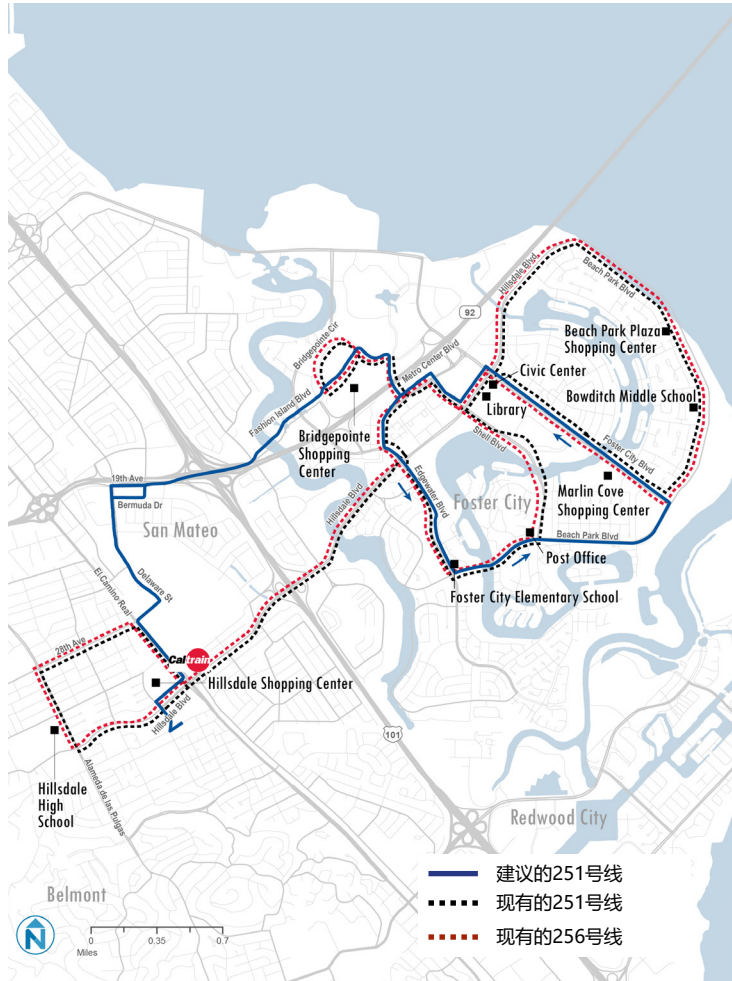 Hillsdale Blvd
Beach Park Blvd
92
Bridgepointe Cir
Metro Center Blvd
Beach Park Plaza
Shopping Center
Civic Center
Library
Bowditch Middle School
Fashion Island Blvd
Bridgepointe
Shopping
Center
Shell Blvd
Foster City Blvd
19th Ave
Bermuda Dr
San Mateo
Hillsdale Blvd
Edgewater Blvd
Foster City
Marlin Cove
Shopping Center
Beach Park Blvd
Post Office
Foster City Elementary School
Delaware St
El Camino Real
28th Ave
Caltrain
Hillsdale Shopping Center
Hillsdale Blvd
101
Hillsdale
High
School
Alameda de las Pulgas
Redwood City
Belmont
建议的251号线
现有的251号线
现有的256号线
N
0 0.35 0.7
Miles